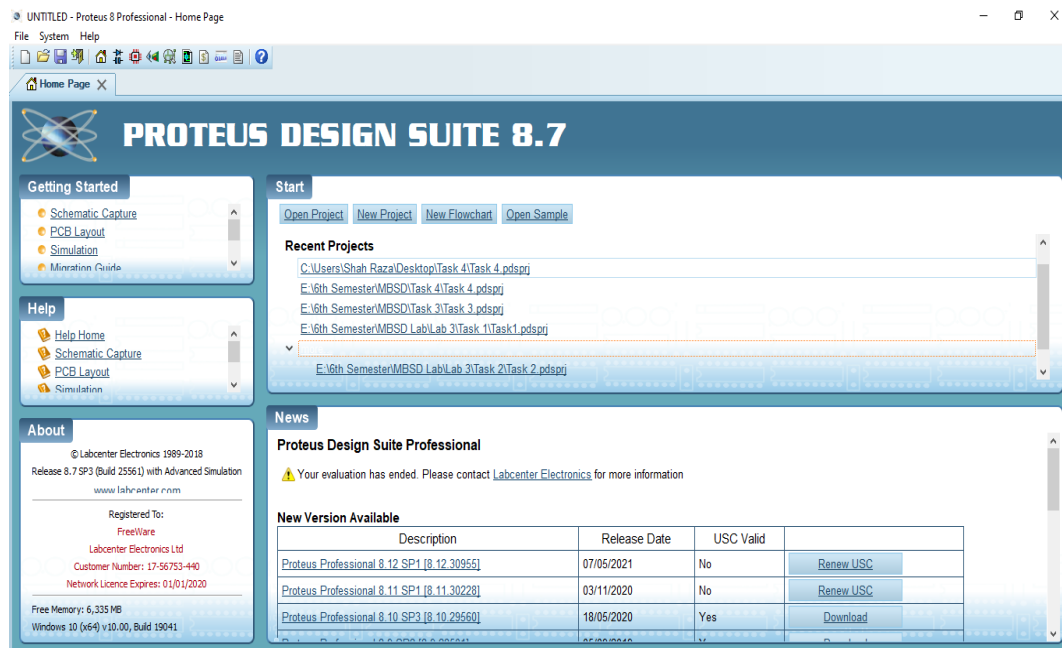 UNTITLED - Proteus 8 Professional - Home Page
File System Help
Home Page
PROTEUS DESIGN SUITE 8.7
Getting Started
Schematic Capture
PCB Layout
Simulation
Migration Guide
Help
Help Home
Schematic Capture
PCB Layout
Simulation
About
© Labcenter Electronics 1989-2018
Release 8.7 SP3 (Build 25561) with Advanced Simulation
www.labcenter.com
Registered To:
FreeWare
Labcenter Electronics Ltd
Customer Number: 17-56753-440
Network Licence Expires: 01/01/2020
Free Memory: 6,335 MB
Windows 10 (x64) v10.00, Build 19041
Start
Open Project New Project New Flowchart Open Sample
Recent Projects
C:\Users\Shah Raza\Desktop\Task 4\Task 4.pdsprj
E:\6th Semester\MBSD\Task 4\Task 4.pdsprj
E:\6th Semester\MBSD\Task 3\Task 3.pdsprj
E:\6th Semester\MBSD Lab\Lab 3\Task 1\Task1.pdsprj
E:\6th Semester\MBSD Lab\Lab 3\Task 2\Task 2.pdsprj
News
Proteus Design Suite Professional
Your evaluation has ended. Please contact Labcenter Electronics for more information
New Version Available
Description Release Date USC Valid
Proteus Professional 8.12 SP1 [8.12.30955] 07/05/2021 No Renew USC
Proteus Professional 8.11 SP1 [8.11.30228] 03/11/2020 No Renew USC
Proteus Professional 8.10 SP3 [8.10.29560] 18/05/2020 Yes Download